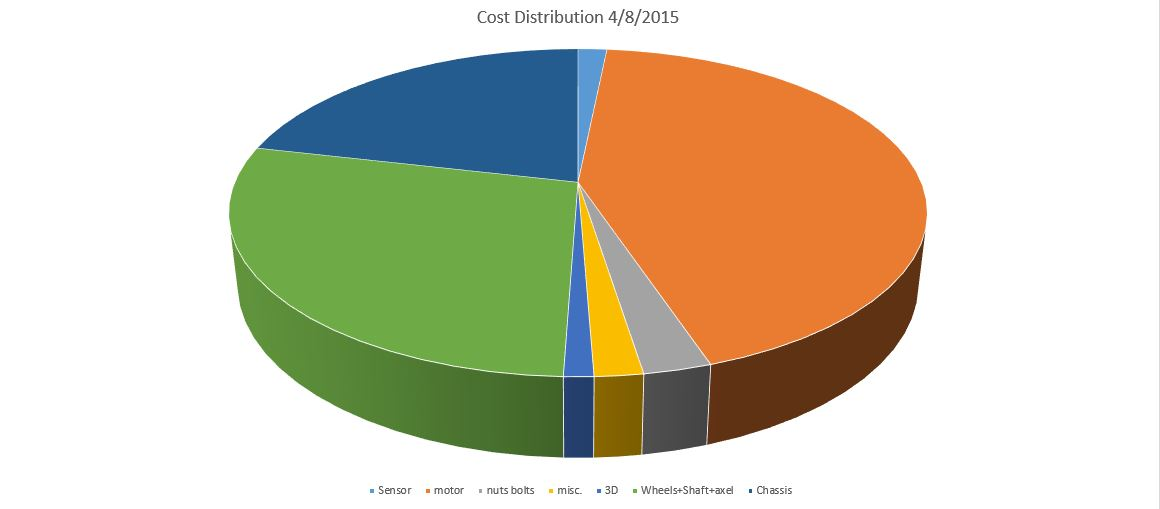 Cost Distribution 4/8/2015
Sensor motor nuts bolts misc. 3D Wheels+Shaft+axel Chassis